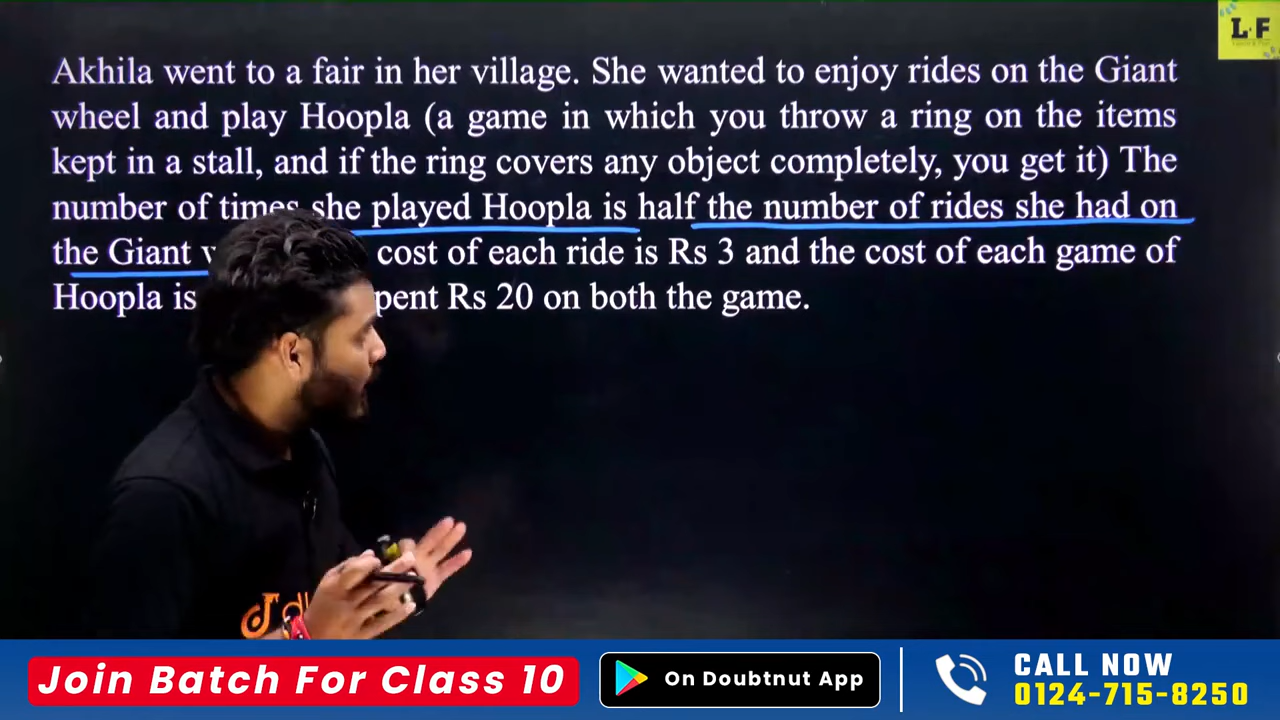 L F
Akhila went to a fair in her village. She wanted to enjoy rides on the Giant
wheel and play Hoopla (a game in which you throw a ring on the items
kept in a stall, and if the ring covers any object completely, you get it) The
number of times she played Hoopla is half the number of rides she had on
the Giant cost of each ride is Rs 3 and the cost of each game of
Hoopla is Rs 20 on both the game.
Join Batch For Class 10
On Doubtnut App
CALL NOW
0124-715-8250